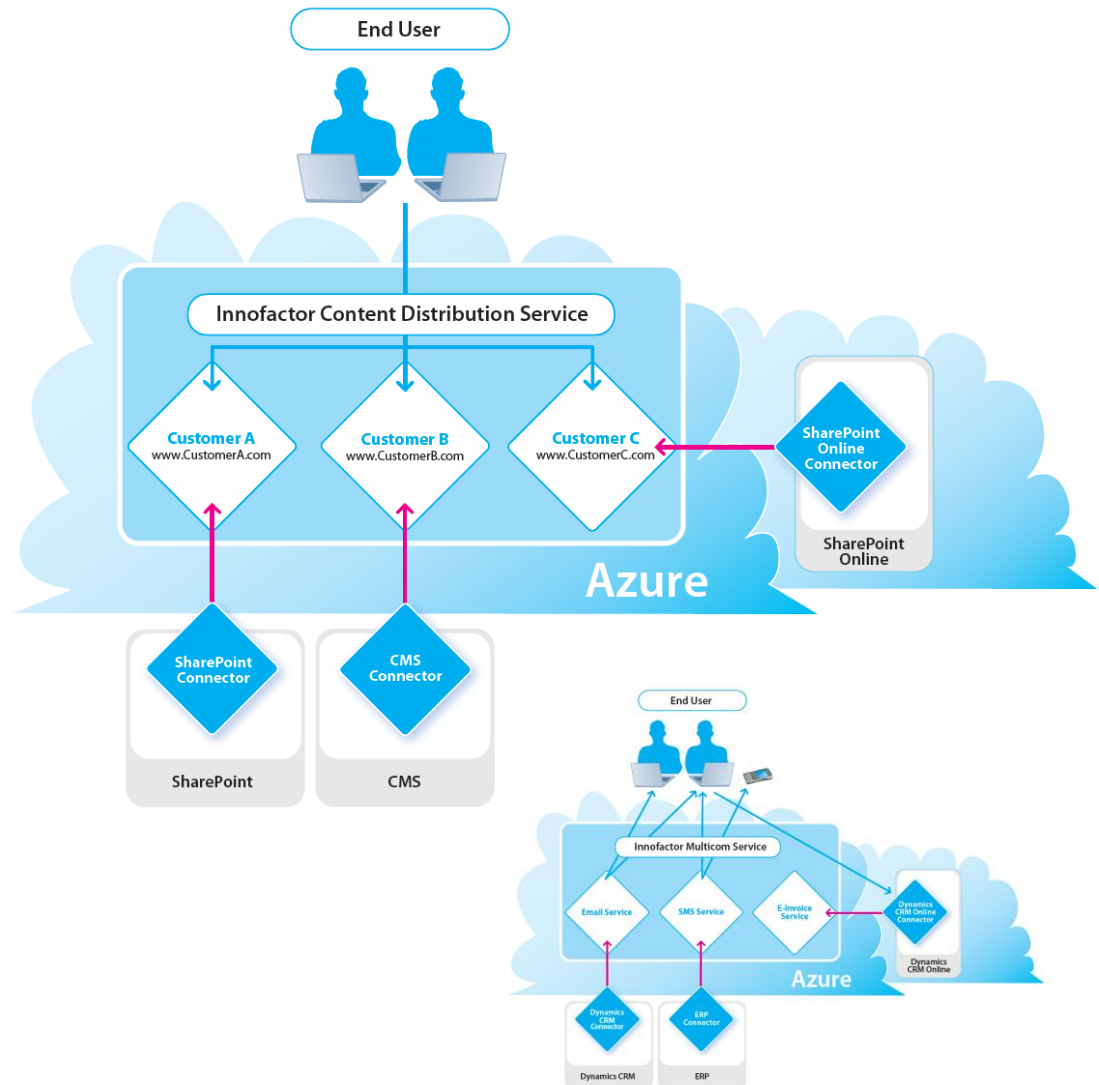 End User
Innofactor Content Distribution Service
Customer A
www.CustomerA.com
Customer B
www.CustomerB.com
Customer C
www.CustomerC.com
SharePoint
Online
Connector
SharePoint
Online
Azure
SharePoint
Connector
CMS
Connector
SharePoint
CMS
End User
Innofactor Multicom Service
Email Service
SMS Service
E-Invoice
Service
Dynamics
CRM Online
Connector
Dynamics
CRM Online
Azure
Dynamics
CRM
Connector
ERP
Connector
Dynamics CRM
ERP